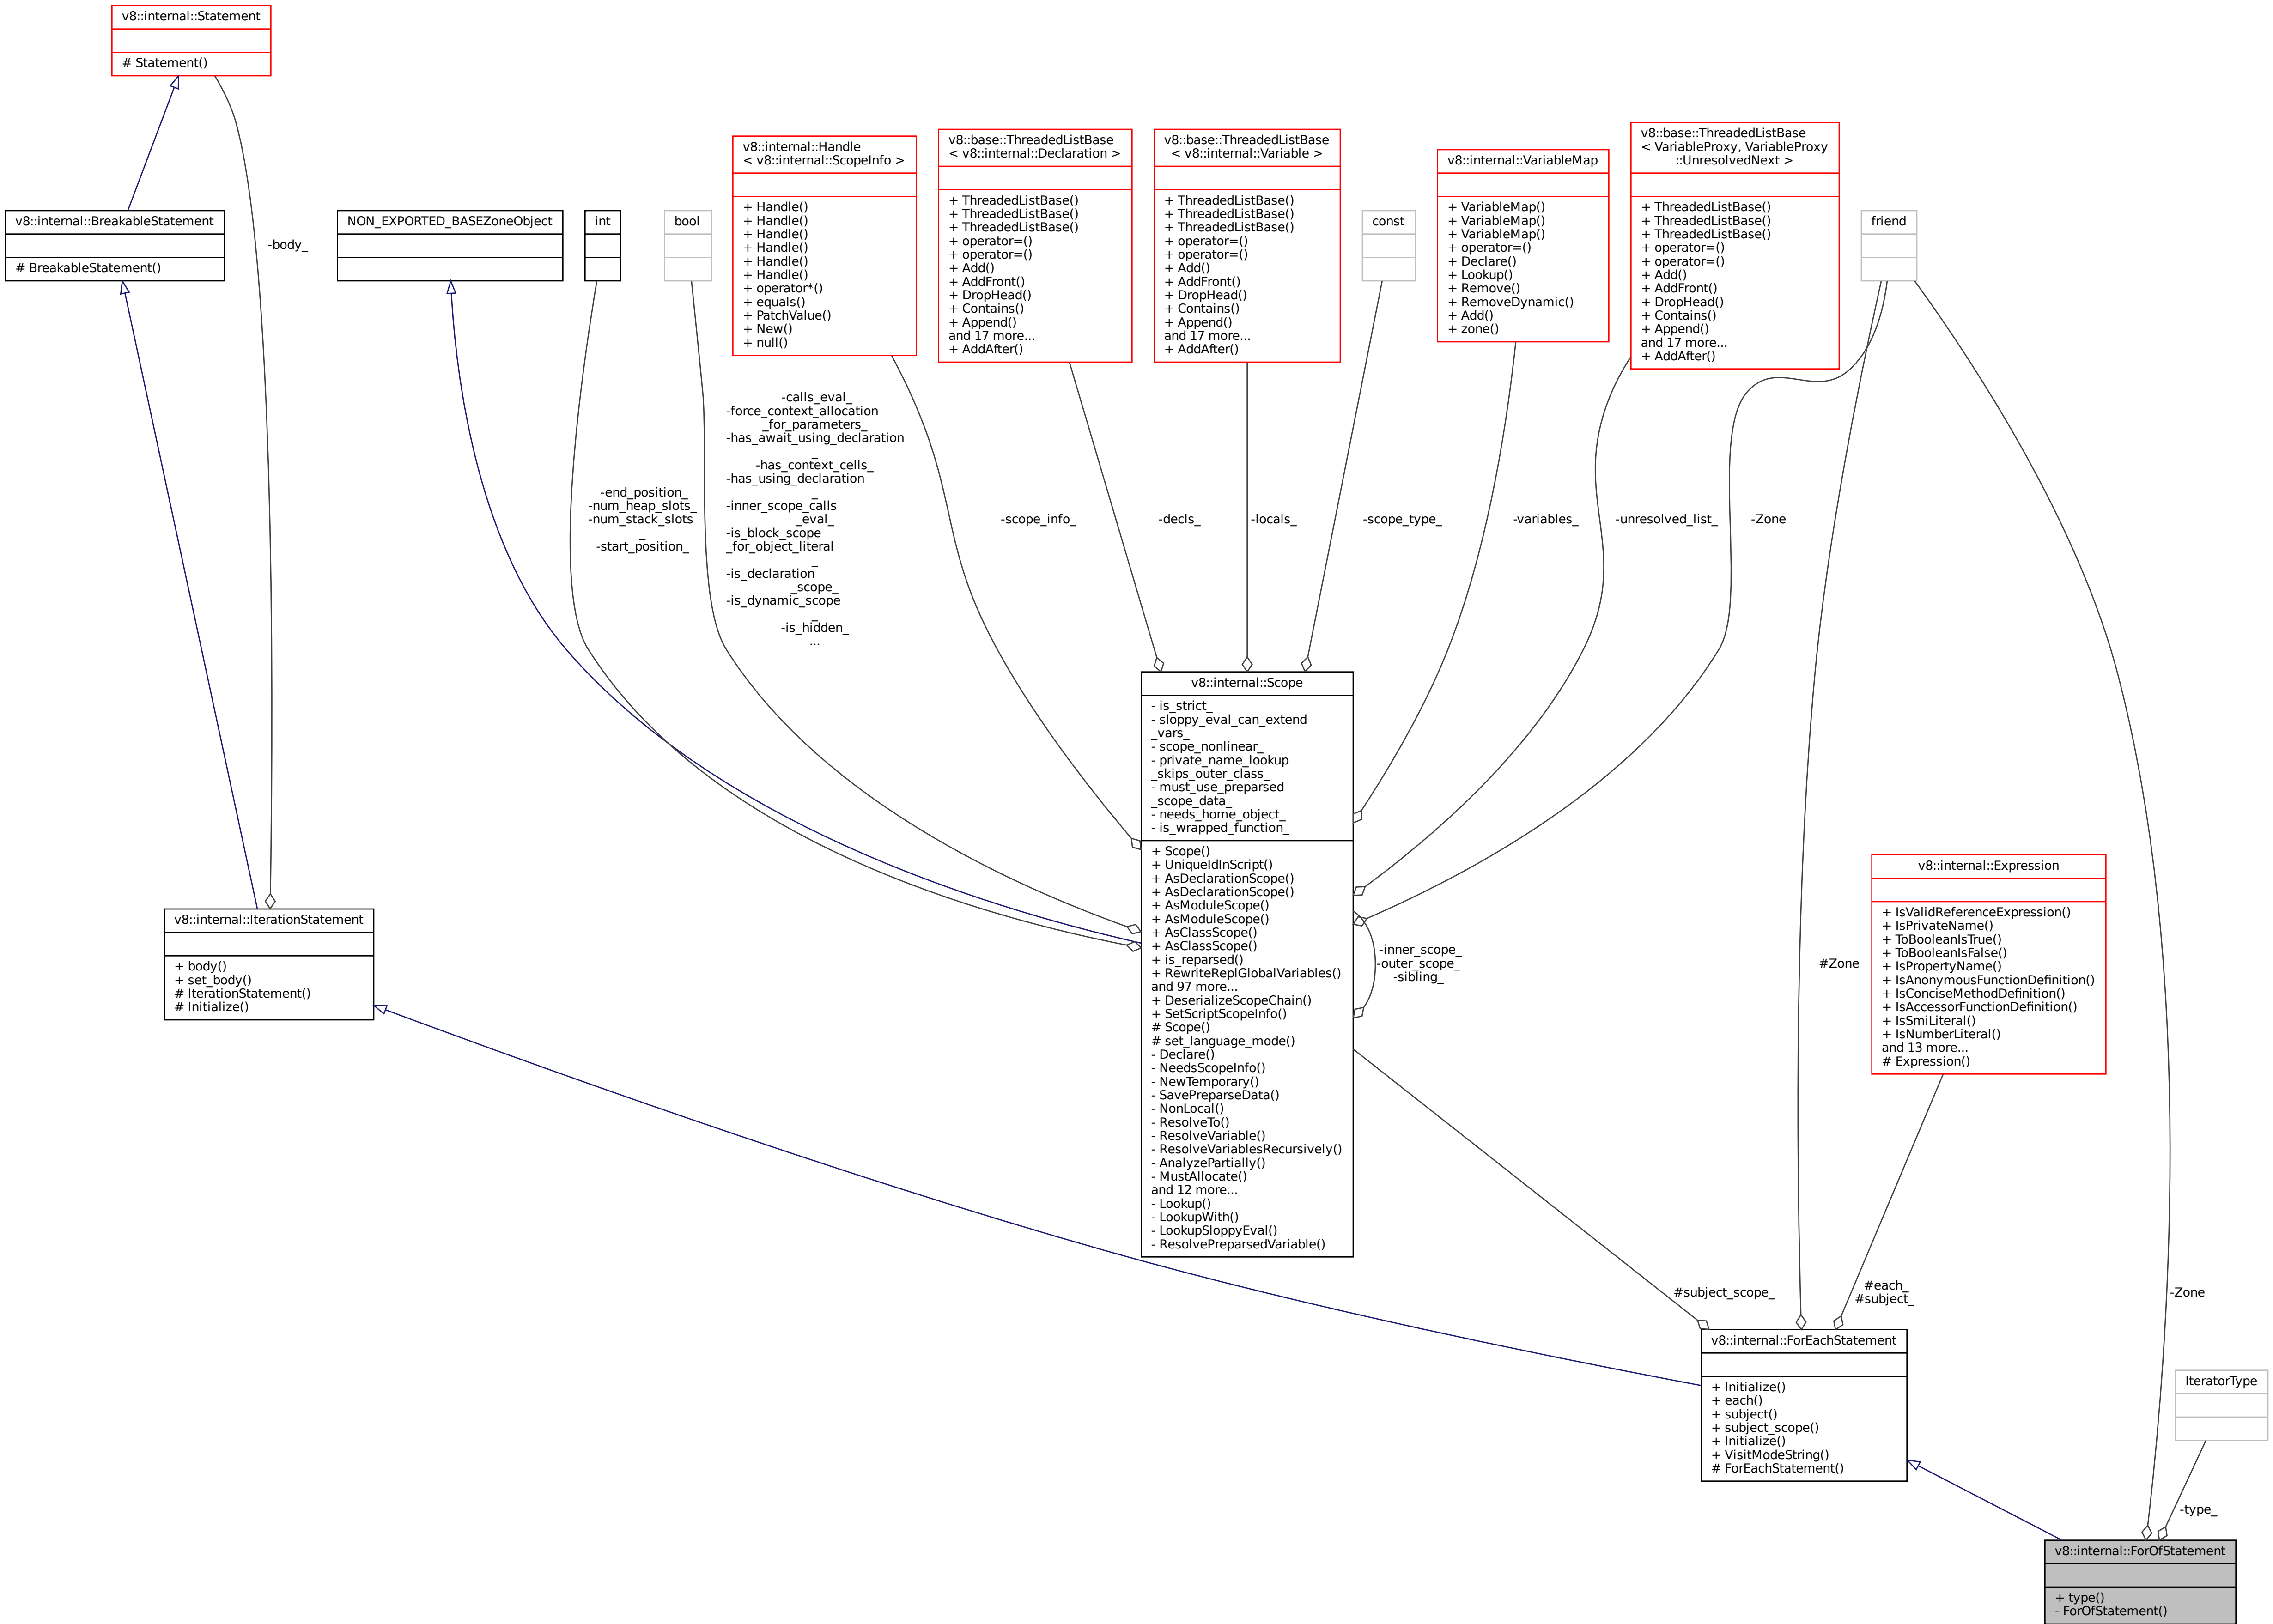 v8::internal::Statement
# Statement()
v8::internal::BreakableStatement
# BreakableStatement()
-body_
NON_EXPORTED_BASEZoneObject
int
bool
v8::internal::Handle
< v8::internal::ScopeInfo >
+ Handle()
+ Handle()
+ Handle()
+ Handle()
+ Handle()
+ Handle()
+ operator*()
+ equals()
+ PatchValue()
+ New()
+ null()
v8::base::ThreadedListBase
< v8::internal::Declaration >
+ ThreadedListBase()
+ ThreadedListBase()
+ ThreadedListBase()
+ operator=()
+ operator=()
+ Add()
+ AddFront()
+ DropHead()
+ Contains()
+ Append()
and 17 more...
+ AddAfter()
v8::base::ThreadedListBase
< v8::internal::Variable >
+ ThreadedListBase()
+ ThreadedListBase()
+ ThreadedListBase()
+ operator=()
+ operator=()
+ Add()
+ AddFront()
+ DropHead()
+ Contains()
+ Append()
and 17 more...
+ AddAfter()
const
v8::internal::VariableMap
+ VariableMap()
+ VariableMap()
+ VariableMap()
+ operator=()
+ Declare()
+ Lookup()
+ Remove()
+ RemoveDynamic()
+ Add()
+ zone()
v8::base::ThreadedListBase
< VariableProxy, VariableProxy
::UnresolvedNext >
+ ThreadedListBase()
+ ThreadedListBase()
+ ThreadedListBase()
+ operator=()
+ operator=()
+ Add()
+ AddFront()
+ DropHead()
+ Contains()
+ Append()
and 17 more...
+ AddAfter()
friend
-end_position_
-num_heap_slots_
-num_stack_slots
_
-start_position_
-calls_eval_
-force_context_allocation
_for_parameters_
-has_await_using_declaration
_
-has_context_cells_
-has_using_declaration
_
-inner_scope_calls
_eval_
-is_block_scope
_for_object_literal
_
-is_declaration
_scope_
-is_dynamic_scope
_
-is_hidden_
...
-scope_info_
-decls_
-locals_
-scope_type_
-variables_
-unresolved_list_
-Zone
v8::internal::Scope
- is_strict_
- sloppy_eval_can_extend
_vars_
- scope_nonlinear_
- private_name_lookup
_skips_outer_class_
- must_use_preparsed
_scope_data_
- needs_home_object_
- is_wrapped_function_
+ Scope()
+ UniqueIdInScript()
+ AsDeclarationScope()
+ AsDeclarationScope()
+ AsModuleScope()
+ AsModuleScope()
+ AsClassScope()
+ AsClassScope()
+ is_reparsed()
+ RewriteReplGlobalVariables()
and 97 more...
+ DeserializeScopeChain()
+ SetScriptScopeInfo()
# Scope()
# set_language_mode()
- Declare()
- NeedsScopeInfo()
- NewTemporary()
- SavePreparseData()
- NonLocal()
- ResolveTo()
- ResolveVariable()
- ResolveVariablesRecursively()
- AnalyzePartially()
- MustAllocate()
and 12 more...
- Lookup()
- LookupWith()
- LookupSloppyEval()
- ResolvePreparsedVariable()
-inner_scope_
-outer_scope_
-sibling_
v8::internal::IterationStatement
+ body()
+ set_body()
# IterationStatement()
# Initialize()
#Zone
v8::internal::Expression
+ IsValidReferenceExpression()
+ IsPrivateName()
+ ToBooleanIsTrue()
+ ToBooleanIsFalse()
+ IsPropertyName()
+ IsAnonymousFunctionDefinition()
+ IsConciseMethodDefinition()
+ IsAccessorFunctionDefinition()
+ IsSmiLiteral()
+ IsNumberLiteral()
and 13 more...
# Expression()
#subject_scope_
#each_
#subject_
-Zone
v8::internal::ForEachStatement
+ Initialize()
+ each()
+ subject()
+ subject_scope()
+ Initialize()
+ VisitModeString()
# ForEachStatement()
IteratorType
-type_
v8::internal::ForOfStatement
+ type()
- ForOfStatement()